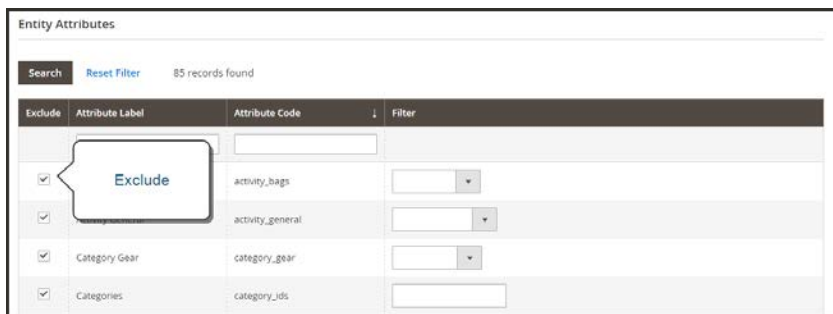 Entity Attributes
Search Reset Filter 85 records found
Exclude Attribute Label Attribute Code ↓ Filter
Exclude
activity_bags
activity_general
Category Gear category_gear
Categories category_ids